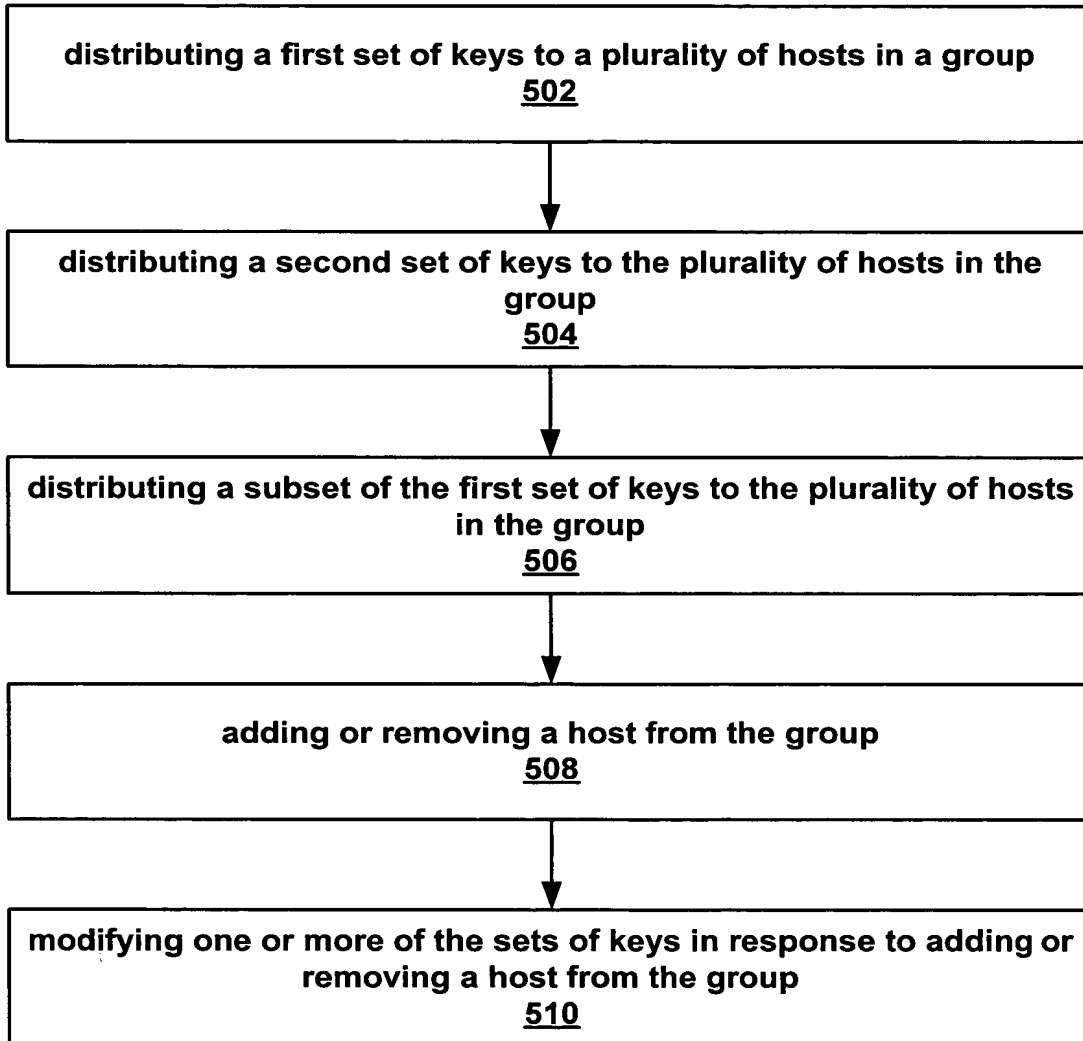 distributing a first set of keys to a plurality of hosts in a group
502
distributing a second set of keys to the plurality of hosts in the
group
504
distributing a subset of the first set of keys to the plurality of hosts
in the group
506
adding or removing a host from the group
508
modifying one or more of the sets of keys in response to adding or
removing a host from the group
510